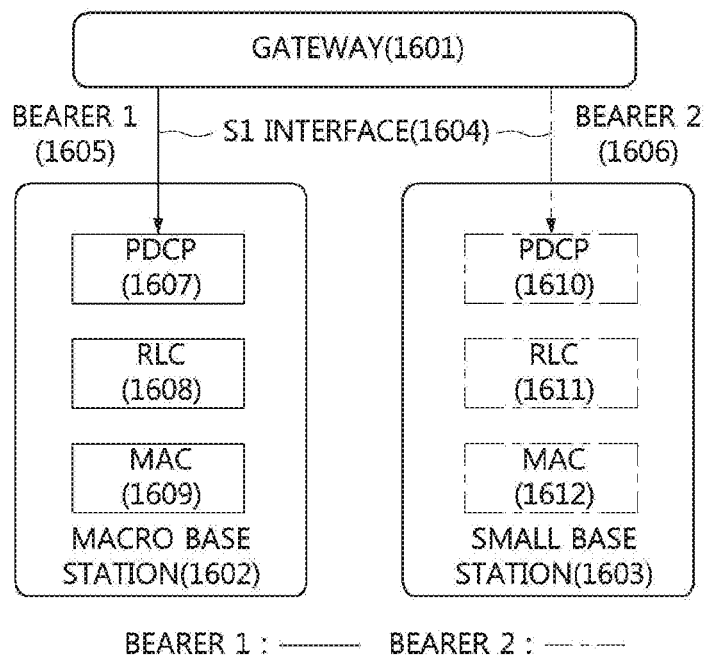 GATEWAY(1601)
BEARER 1
(1605)
S1 INTERFACE(1604)
BEARER 2
(1606)
PDCP
(1607)
RLC
(1608)
MAC
(1609)
MACRO BASE
STATION(1602)
PDCP
(1610)
RLC
(1611)
MAC
(1612)
SMALL BASE
STATION(1603)
BEARER 1 :
BEARER 2 :